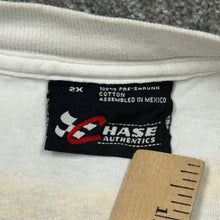 2X
100% PRE-SHRUNK
COTTON
ASSEMBLED IN MEXICO
CHASE
AUTHENTICS